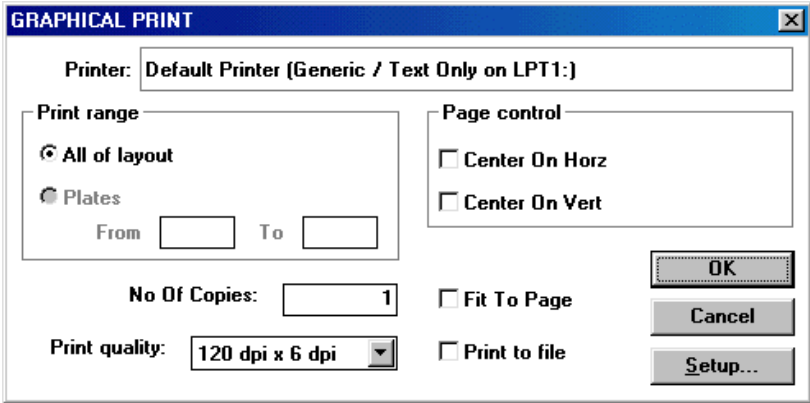 GRAPHICAL PRINT
Printer: Default Printer (Generic / Text Only on LPT1:)
Print range
All of layout
Plates
From To
Page control
Center On Horz
Center On Vert
No Of Copies: 1
Print quality: 120 dpi x 6 dpi
Fit To Page
Print to file
OK
Cancel
Setup...